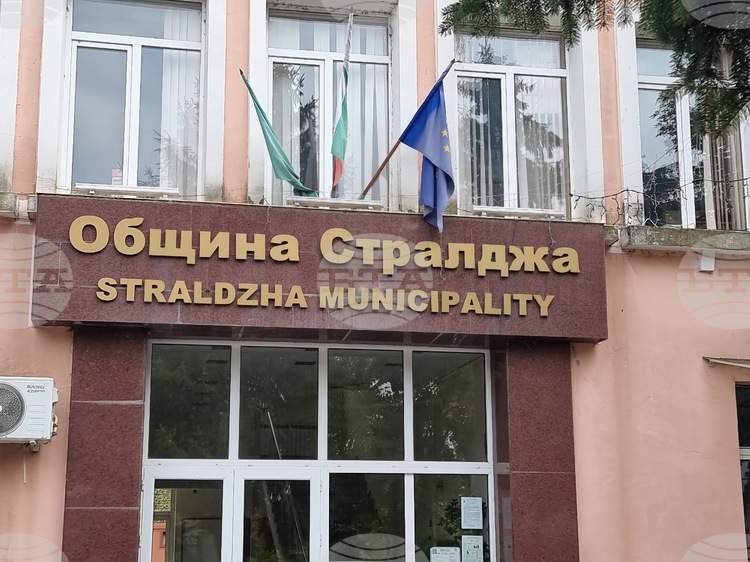 Община Стралджа
STRALDZHA MUNICIPALITY